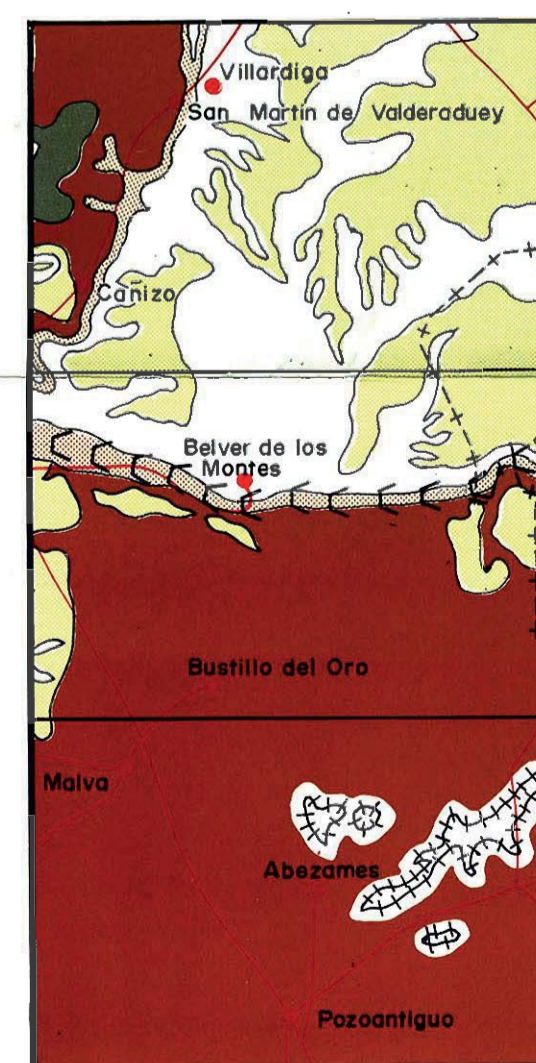 Villardiga
San Martín de Valderaduey
Cañizo
Belver de los
Montes
Bustillo del Oro
Malva
Abezames
Pozoantiguo